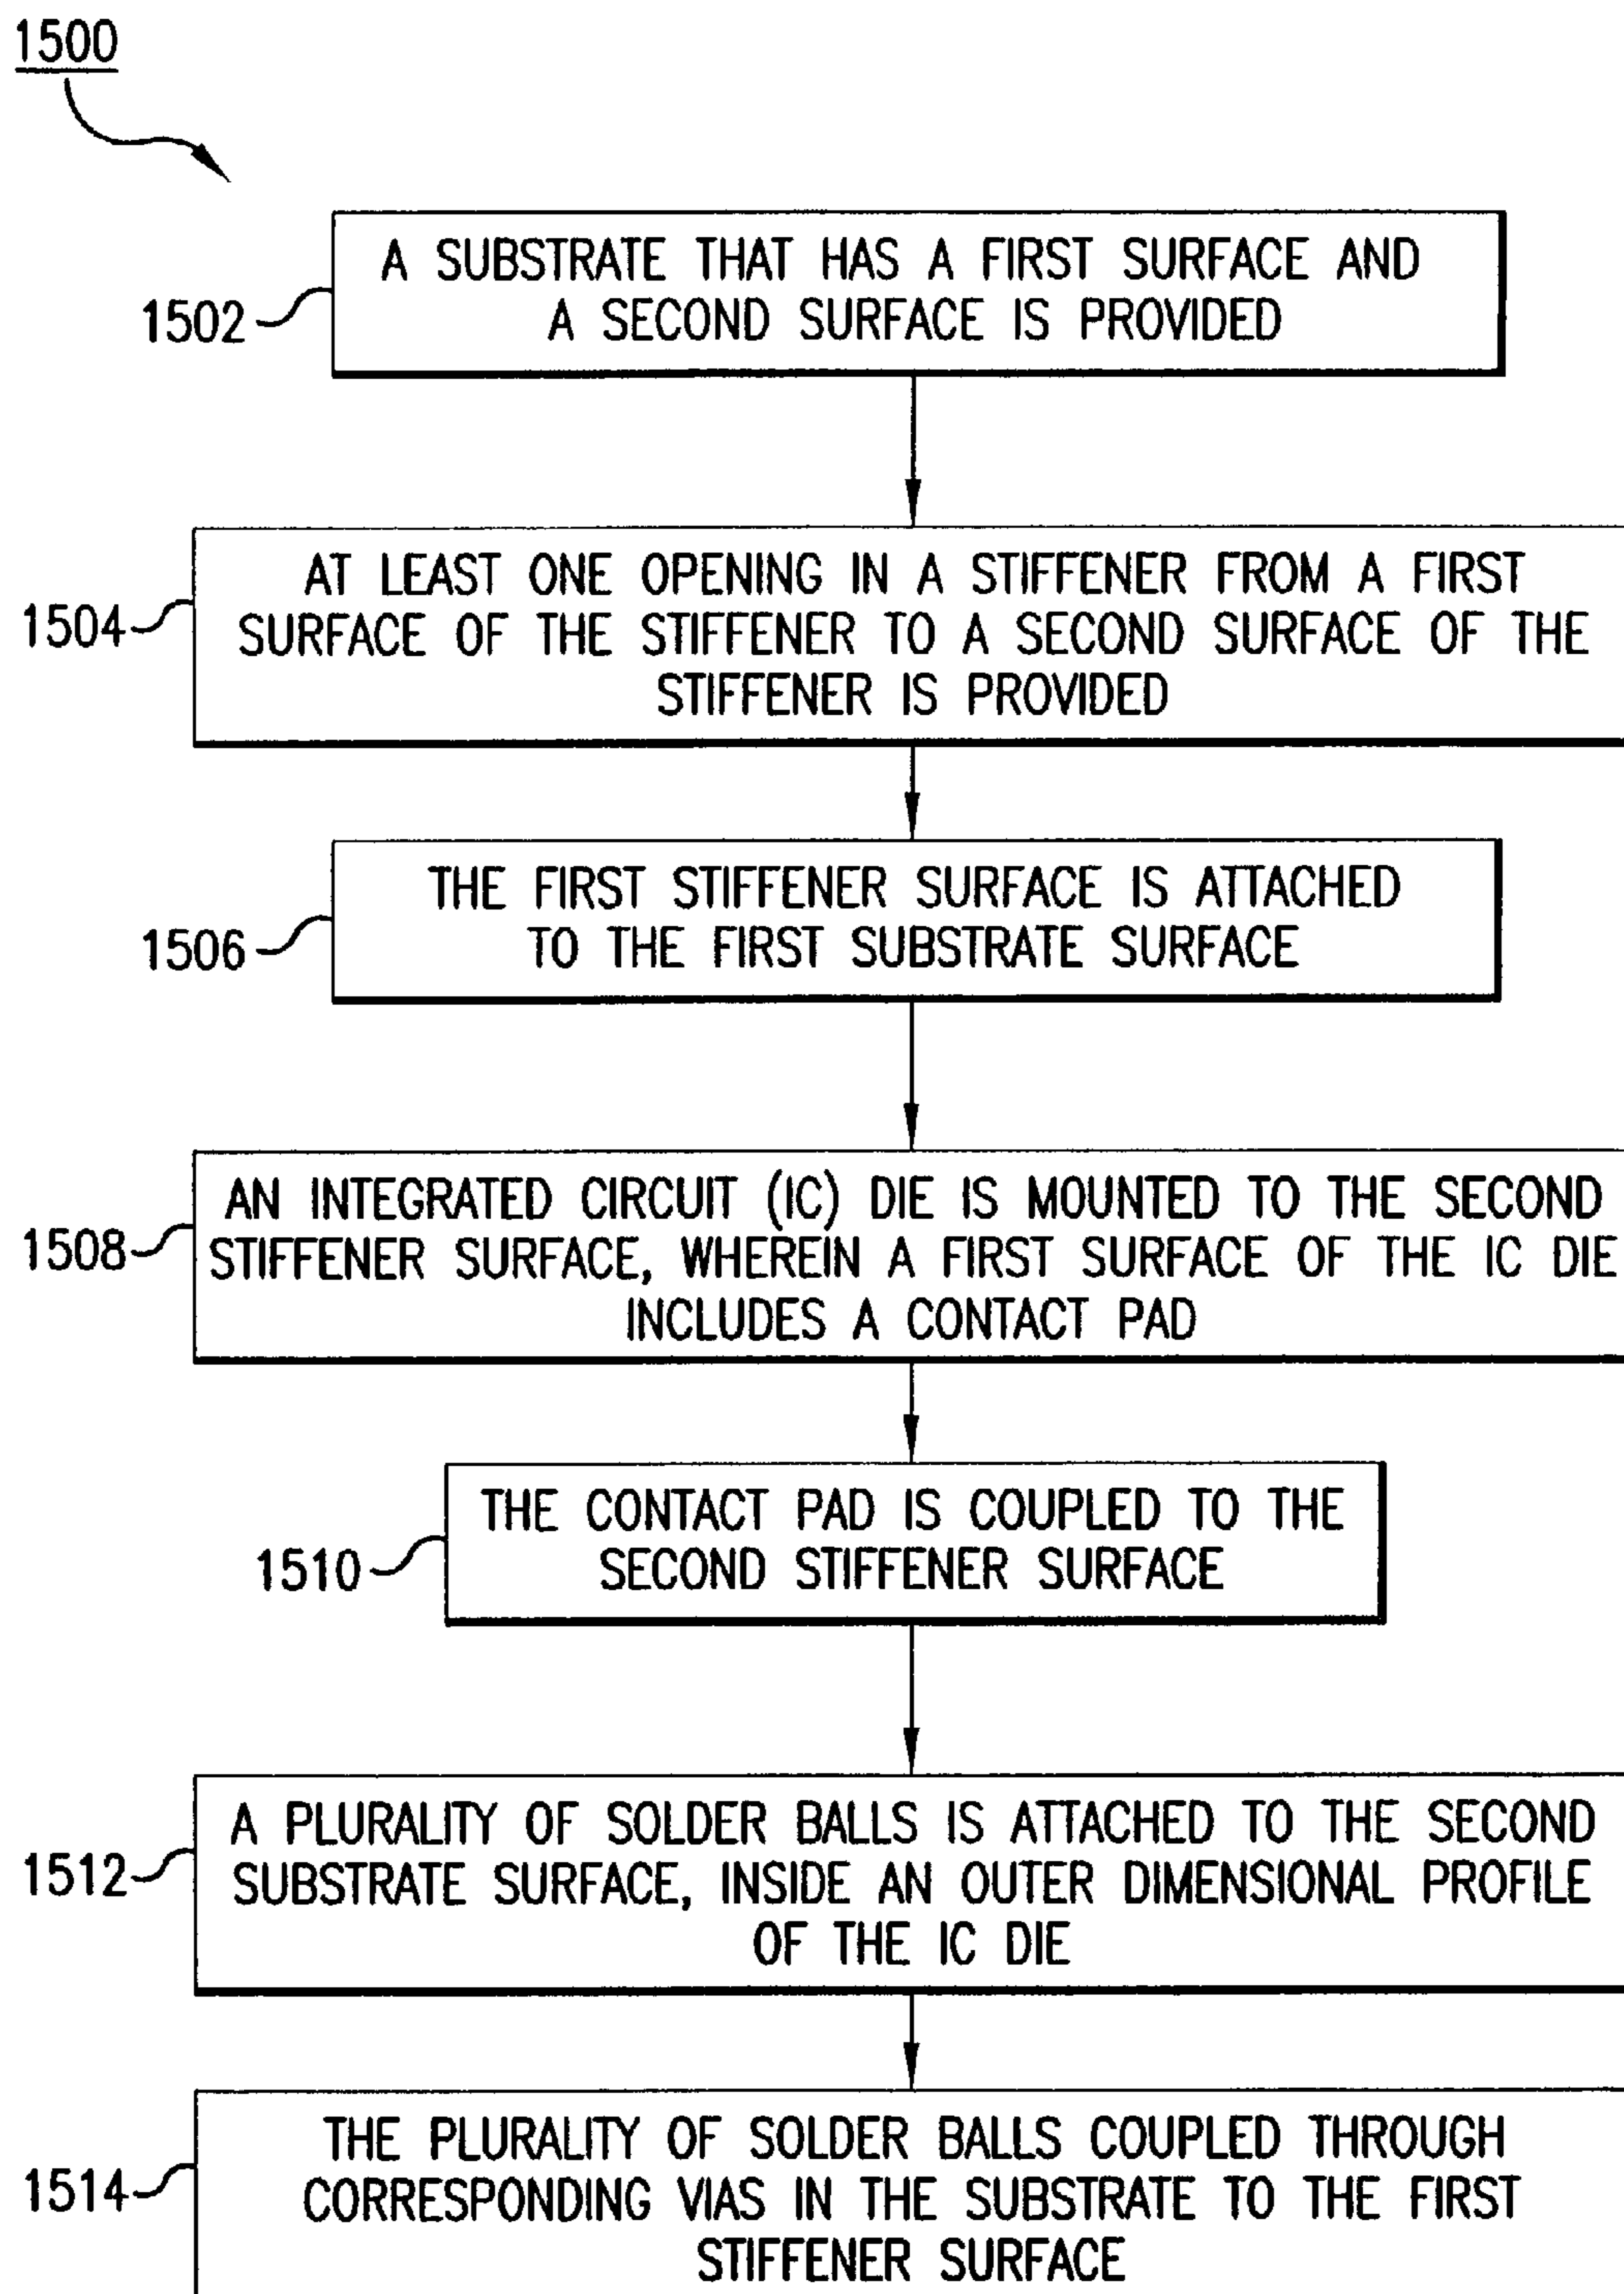 1500
A SUBSTRATE THAT HAS A FIRST SURFACE AND
A SECOND SURFACE IS PROVIDED
1502
AT LEAST ONE OPENING IN A STIFFENER FROM A FIRST
SURFACE OF THE STIFFENER TO A SECOND SURFACE OF THE
STIFFENER IS PROVIDED
1504
THE FIRST STIFFENER SURFACE IS ATTACHED
TO THE FIRST SUBSTRATE SURFACE
1506
AN INTEGRATED CIRCUIT (IC) DIE IS MOUNTED TO THE SECOND
STIFFENER SURFACE, WHEREIN A FIRST SURFACE OF THE IC DIE
INCLUDES A CONTACT PAD
1508
THE CONTACT PAD IS COUPLED TO THE
SECOND STIFFENER SURFACE
1510
A PLURALITY OF SOLDER BALLS IS ATTACHED TO THE SECOND
SUBSTRATE SURFACE, INSIDE AN OUTER DIMENSIONAL PROFILE
OF THE IC DIE
1512
THE PLURALITY OF SOLDER BALLS COUPLED THROUGH
CORRESPONDING VIAS IN THE SUBSTRATE TO THE FIRST
STIFFENER SURFACE
1514